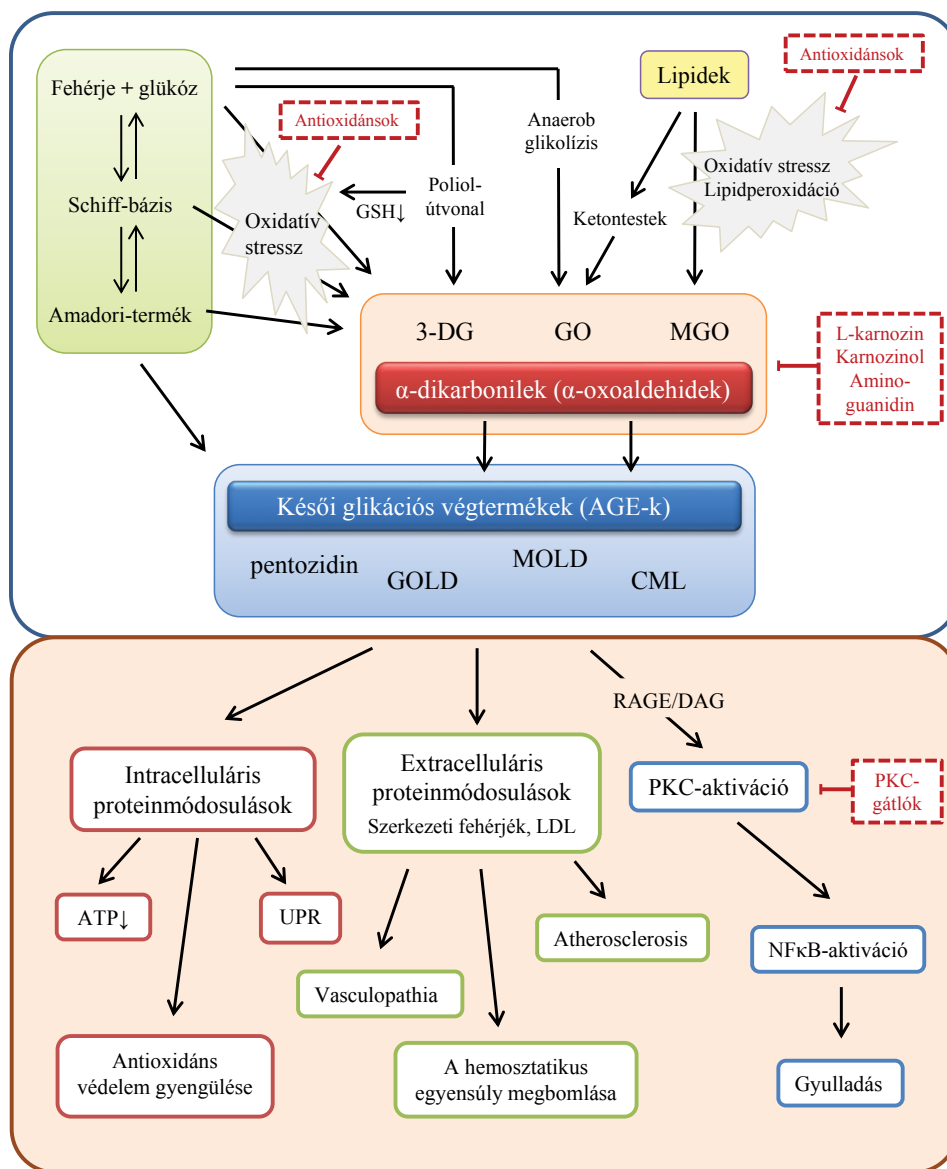 Fehérje + glükóz
Schiff-bázis
Amadori-termék
Antioxidánsok
Oxidatív
stressz
GSH↓
Poliol-
útvonal
Anaerob
glikolízis
Lipidek
Ketontestek
Antioxidánsok
Oxidatív stressz
Lipidperoxidáció
3-DG
GO
MGO
α-dikarbonilek (α-oxoaldehidek)
L-karnozin
Karnozinol
Amino-
guanidin
Késői glikációs végtermékek (AGE-k)
pentozidin
GOLD
MOLD
CML
RAGE/DAG
Intracelluláris
proteinmódosulások
Extracelluláris
proteinmódosulások
Szerkezeti fehérjék, LDL
PKC-aktiváció
PKC-
gátlók
ATP↓
UPR
Atherosclerosis
NFκB-aktiváció
Vasculopathia
Antioxidáns
védelem gyengülése
A hemosztatikus
egyensúly megbomlása
Gyulladás